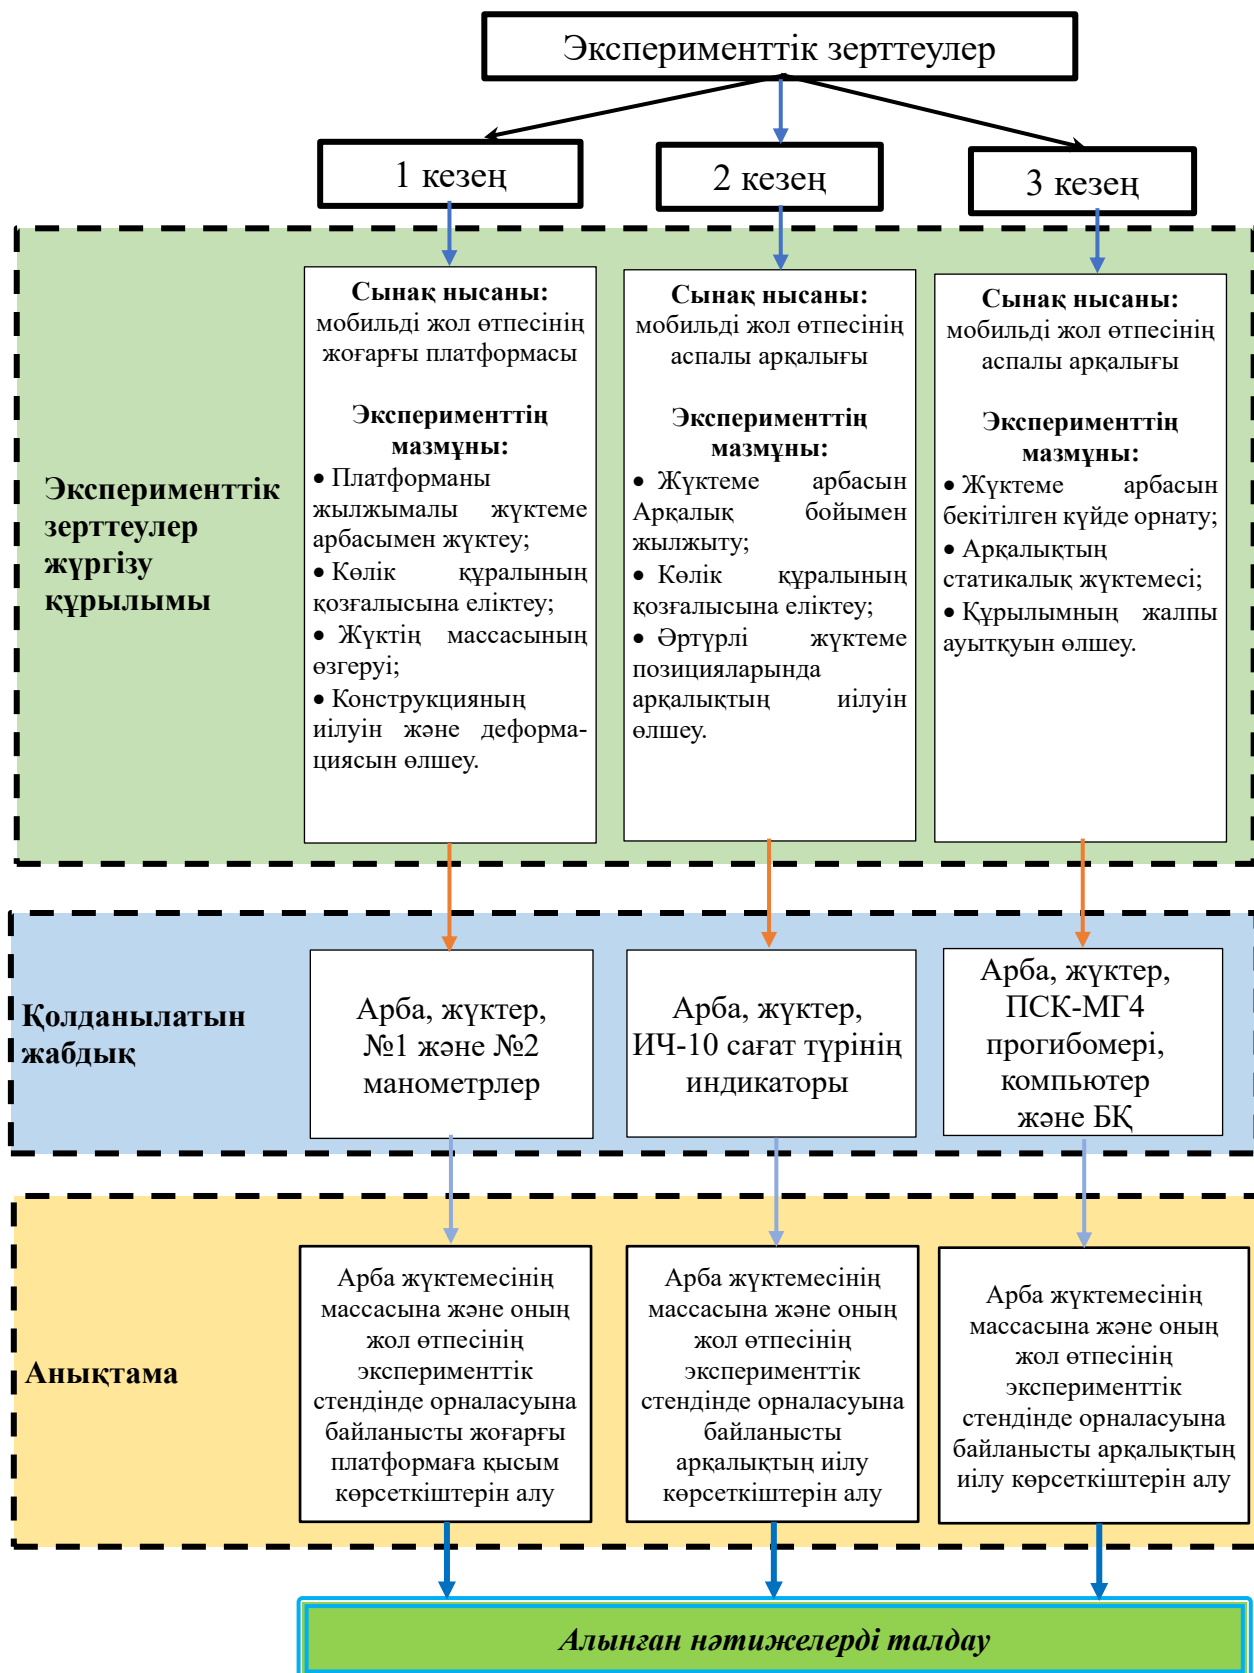 Эксперименттік зерттеулер
1 кезең
2 кезең
3 кезең
Эксперименттік
зерттеулер
жүргізу
құрылымы
Сынақ нысаны:
мобильді жол өтпесінің
жоғарғы платформасы
Эксперименттің
мазмұны:
• Платформаны
жылжымалы жүктеме
арбасымен жүктеу;
• Көлік құралының
қозғалысына еліктеу;
• Жүктің массасының
өзгеруі;
• Конструкцияның
иілуін және деформа-
циясын өлшеу.
Сынақ нысаны:
мобильді жол өтпесінің
аспалы арқалығы
Эксперименттің
мазмұны:
• Жүктеме арбасын
Арқалық бойымен
жылжыту;
• Көлік құралының
қозғалысына еліктеу;
• Әртүрлі жүктеме
позицияларында
арқалықтың иілуін
өлшеу.
Сынақ нысаны:
мобильді жол өтпесінің
аспалы арқалығы
Эксперименттің
мазмұны:
• Жүктеме арбасын
бекітілген күйде орнату;
• Арқалықтың
статикалық жүктемесі;
• Құрылымның жалпы
ауытқуын өлшеу.
Қолданылатын
жабдық
Арба, жүктер,
№1 және №2
манометрлер
Арба, жүктер,
ИЧ-10 сағат түрінің
индикаторы
Арба, жүктер,
ПСК-МГ4
прогибомері,
компьютер
және БҚ
Анықтама
Арба жүктемесінің
массасына және оның
жол өтпесінің
эксперименттік
стендінде орналасуына
байланысты жоғарғы
платформаға қысым
көрсеткіштерін алу
Арба жүктемесінің
массасына және оның
жол өтпесінің
эксперименттік
стендінде орналасуына
байланысты
арқалықтың иілу
көрсеткіштерін алу
Арба жүктемесінің
массасына және оның
жол өтпесінің
эксперименттік
стендінде орналасуына
байланысты арқалықтың
иілу көрсеткіштерін алу
Алынған нәтижелерді талдау